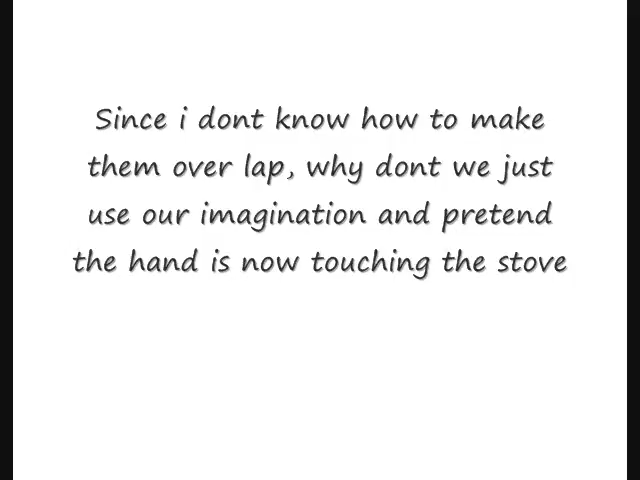 Since i dont know how to make
them over lap, why dont we just
use our imagination and pretend
the hand is now touching the stove